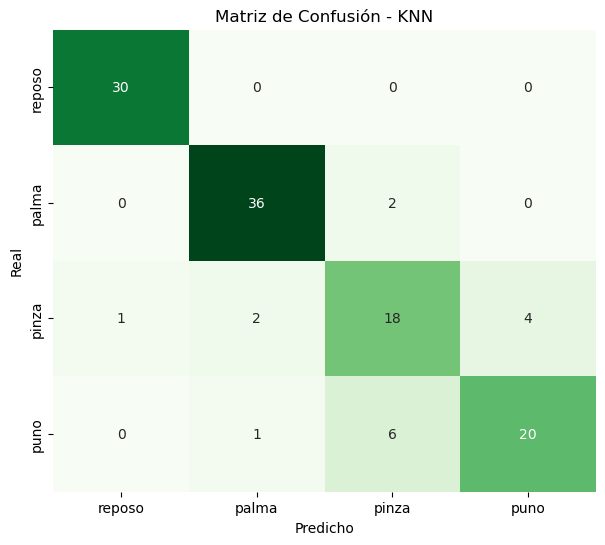 Matriz de Confusión - KNN
Real
reposo 30 0 0 0
palma 0 36 2 0
pinza 1 2 18 4
puno 0 1 6 20
reposo palma pinza puno
Predicho